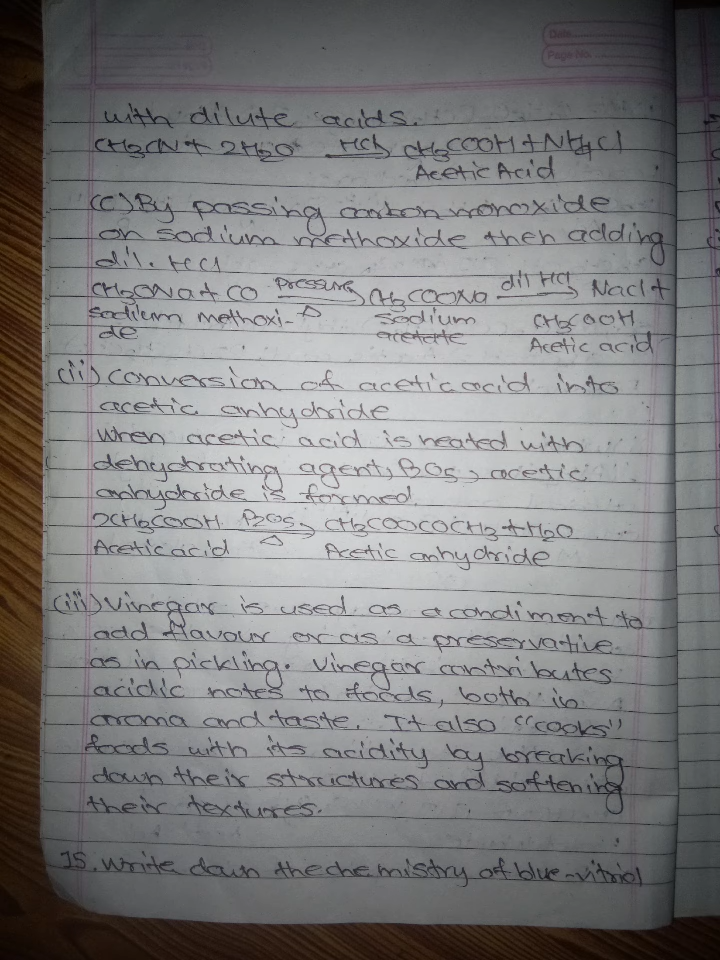 Date
Page No.
with dilute acids.
CH3CN + 2H2O HCl CH3COOH + NH4Cl
Acetic Acid
(c) By passing carbon monoxide
on sodium methoxide then adding
dil. HCl
CH3ONa + CO Pressure CH3COONa dil HCl NaCl +
sodium methoxi- Δ sodium CH3COOH
de acetate Acetic acid
(ii) conversion of acetic acid into
acetic anhydride
When acetic acid is heated with
dehydrating agent, , acetic
anhydride is formed.
2CH3COOH P2O5 CH3COOCOCH3 + H2O
Acetic acid Δ Acetic anhydride
(iii) Vinegar is used as a condiment to
add flavour or as a preservative
as in pickling. Vinegar contributes
acidic notes to foods, both in
aroma and taste. It also "cooks"
foods with its acidity by breaking
down their structures and softening
their textures.
15. Write down the chemistry of blue-vitriol